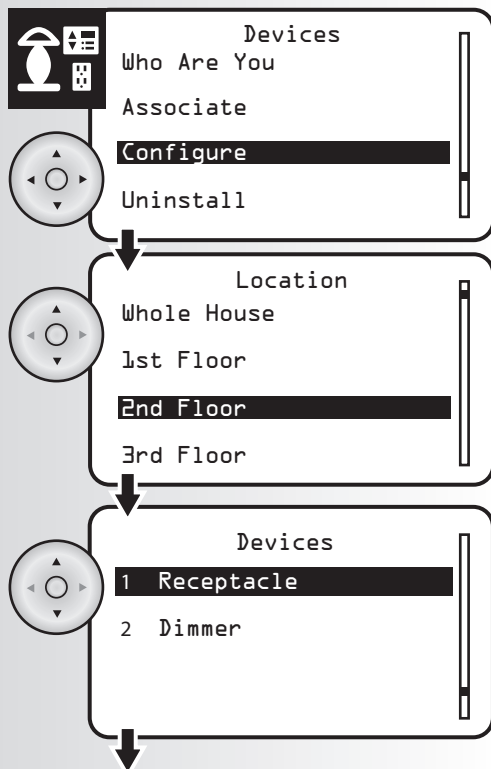 Devices
Who Are You
Associate
Configure
Uninstall
Location
Whole House
1st Floor
2nd Floor
3rd Floor
Devices
1 Receptacle
2 Dimmer